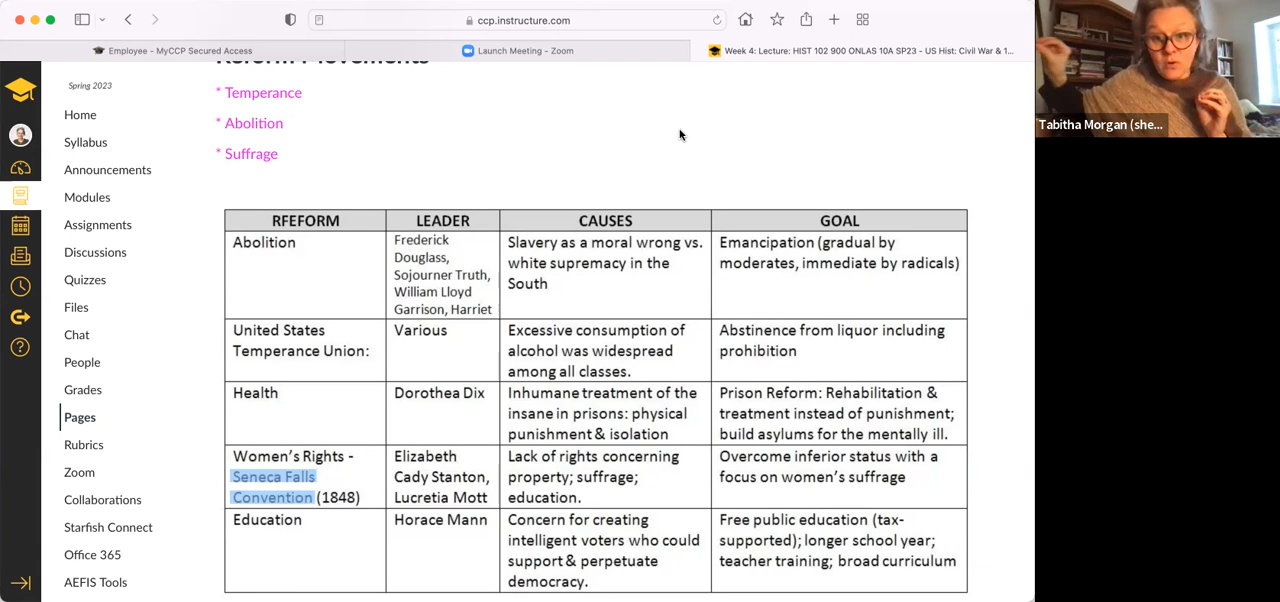 ccp.instructure.com
Employee - MyCCP Secured Access
Launch Meeting - Zoom
Week 4: Lecture: HIST 102 900 ONLAS 10A SP23 - US Hist: Civil War & 1...
Tabitha Morgan (she...
Spring 2023
Home
Syllabus
Announcements
Modules
Assignments
Discussions
Quizzes
Files
Chat
People
Grades
Pages
Rubrics
Zoom
Collaborations
Starfish Connect
Office 365
AEFIS Tools
Reform Movements
* Temperance
* Abolition
* Suffrage
RFEFORM
LEADER
CAUSES
GOAL
Abolition
Frederick
Douglass,
Sojourner Truth,
William Lloyd
Garrison, Harriet
Slavery as a moral wrong vs.
white supremacy in the
South
Emancipation (gradual by
moderates, immediate by radicals)
United States
Temperance Union:
Various
Excessive consumption of
alcohol was widespread
among all classes.
Abstinence from liquor including
prohibition
Health
Dorothea Dix
Inhumane treatment of the
insane in prisons: physical
punishment & isolation
Prison Reform: Rehabilitation &
treatment instead of punishment;
build asylums for the mentally ill.
Women's Rights -
Seneca Falls
Convention (1848)
Elizabeth
Cady Stanton,
Lucretia Mott
Lack of rights concerning
property; suffrage;
education.
Overcome inferior status with a
focus on women's suffrage
Education
Horace Mann
Concern for creating
intelligent voters who could
support & perpetuate
democracy.
Free public education (tax-
supported); longer school year;
teacher training; broad curriculum